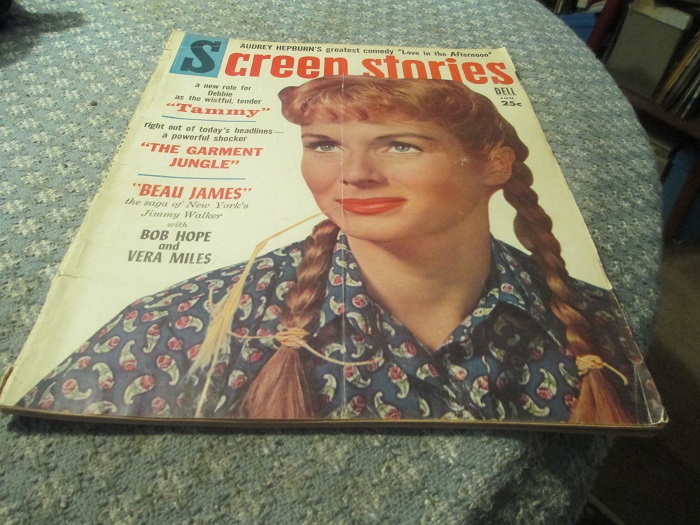 AUDREY HEPBURN'S greatest comedy "Love in the Afternoon"
Screen stories
DELL
JUNE
25c
a new role for
Debbie
as the wistful, tender
"Tammy"
right out of today's headlines—
a powerful shocker
"THE GARMENT
JUNGLE"
"BEAU JAMES"
the saga of New York's
Jimmy Walker
with
BOB HOPE
and
VERA MILES